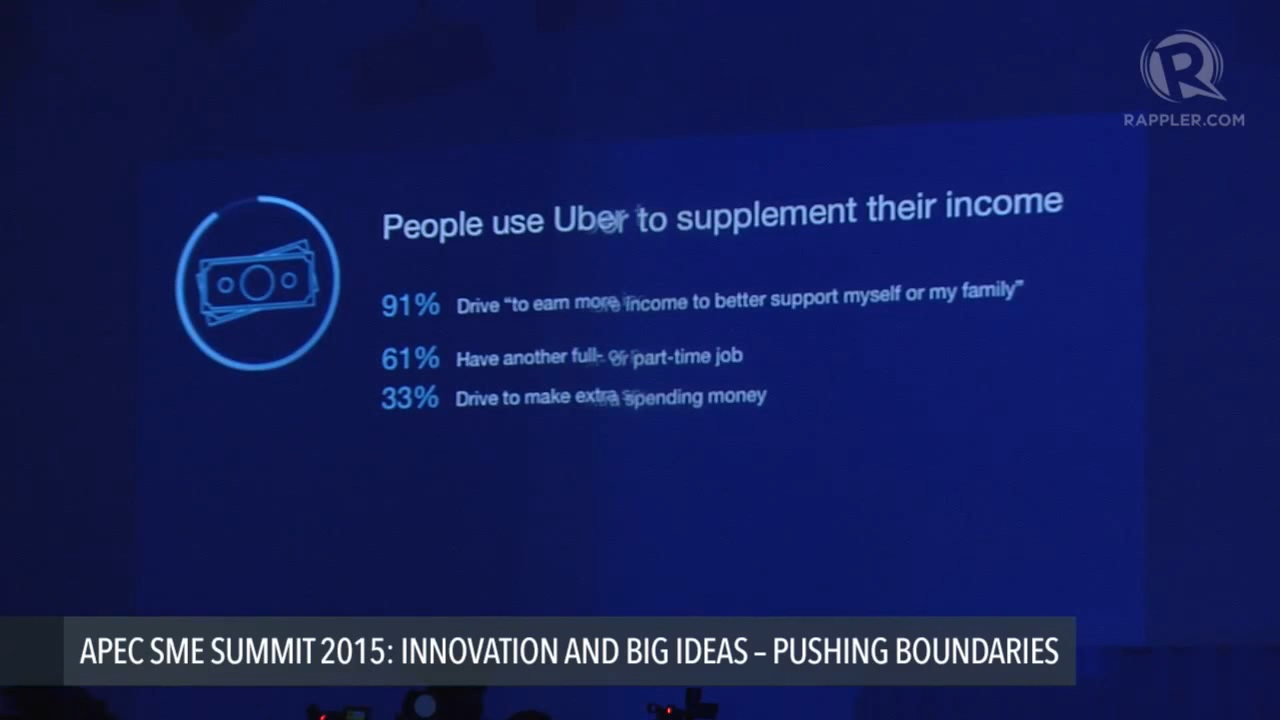 R
RAPPLER.COM
People use Uber to supplement their income
91% Drive “to earn more income to better support myself or my family”
61% Have another full- or part-time job
33% Drive to make extra spending money
APEC SME SUMMIT 2015: INNOVATION AND BIG IDEAS – PUSHING BOUNDARIES